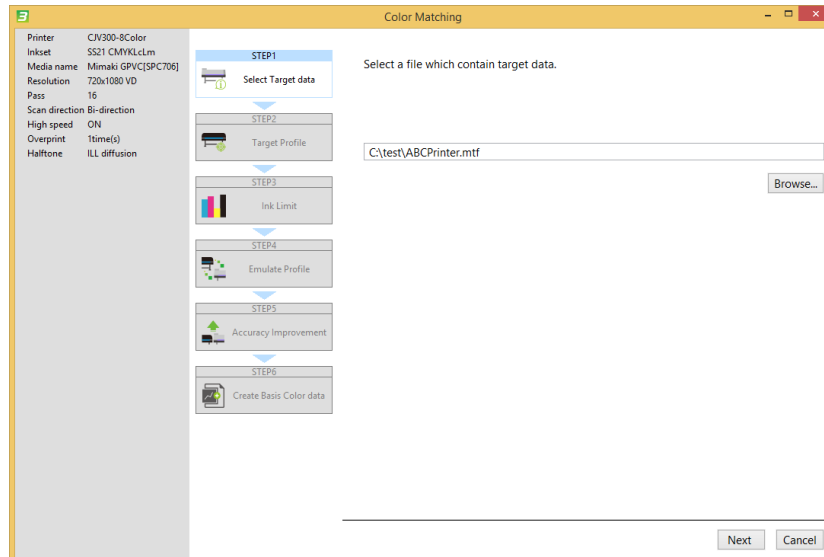 Color Matching
Printer CJV300-8Color
Inkset SS21 CMYKLcLm
Media name Mimaki GPVC[SPC706]
Resolution 720x1080 VD
Pass 16
Scan direction Bi-direction
High speed ON
Overprint 1time(s)
Halftone ILL diffusion
STEP1
Select Target data
STEP2
Target Profile
STEP3
Ink Limit
STEP4
Emulate Profile
STEP5
Accuracy Improvement
STEP6
Create Basis Color data
Select a file which contain target data.
C:\test\ABCPrinter.mtf
Browse...
Next Cancel